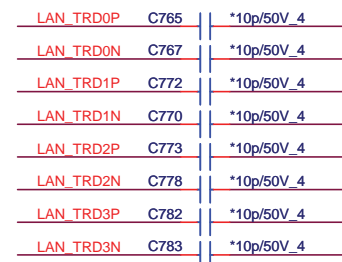 LAN_TRD0P C765 *10p/50V_4
LAN_TRD0N C767 *10p/50V_4
LAN_TRD1P C772 *10p/50V_4
LAN_TRD1N C770 *10p/50V_4
LAN_TRD2P C773 *10p/50V_4
LAN_TRD2N C778 *10p/50V_4
LAN_TRD3P C782 *10p/50V_4
LAN_TRD3N C783 *10p/50V_4